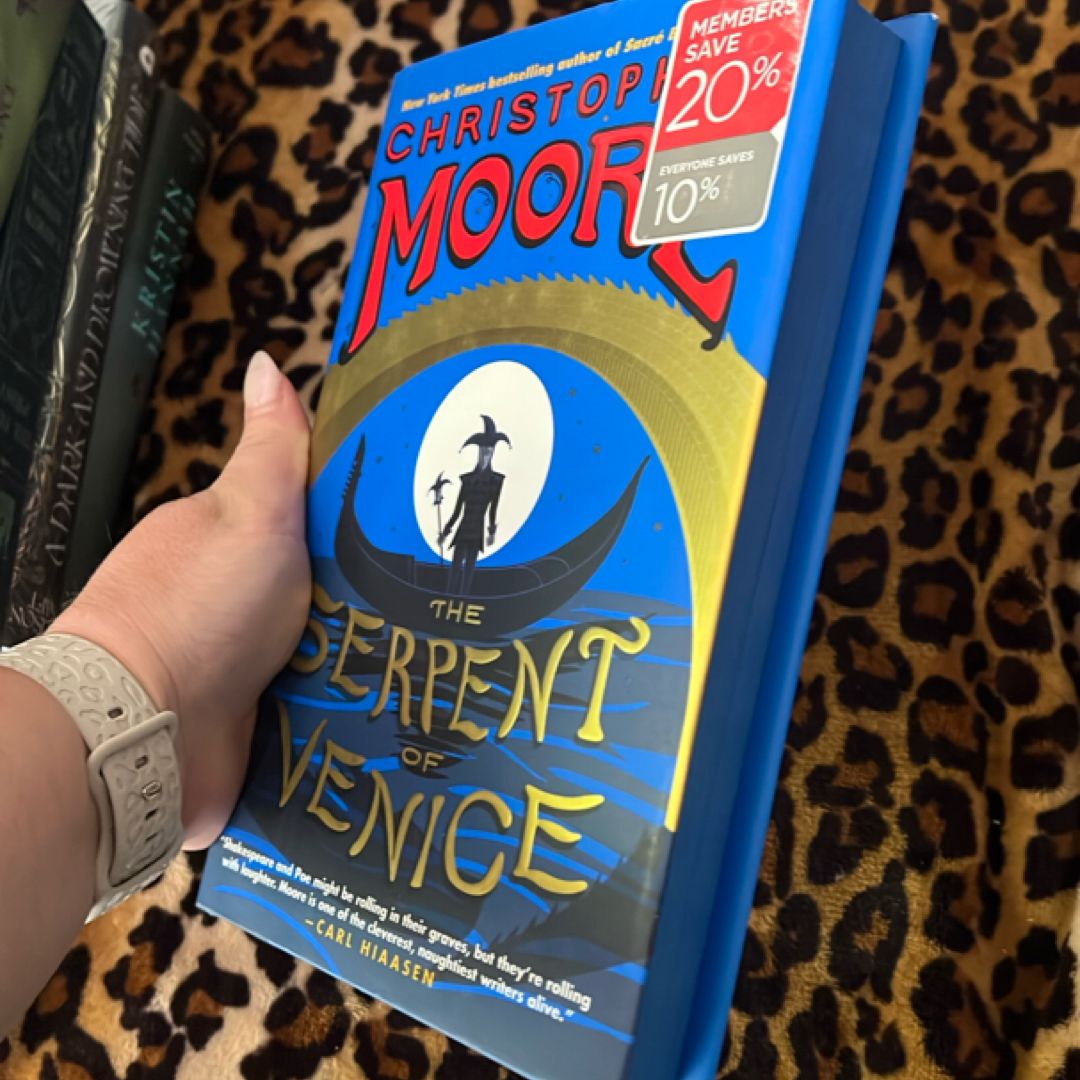 New York Times bestselling author of Sacré
CHRISTOPH
MOORE
MEMBERS
SAVE
20%
EVERYONE SAVES
10%
THE
SERPENT
OF
VENICE
"Shakespeare and Poe might be rolling in their graves, but they're rolling
with laughter. Moore is one of the cleverest, naughtiest writers alive."
–CARL HIAASEN
A DARK AND DROWNING TIDE
KRISTIN